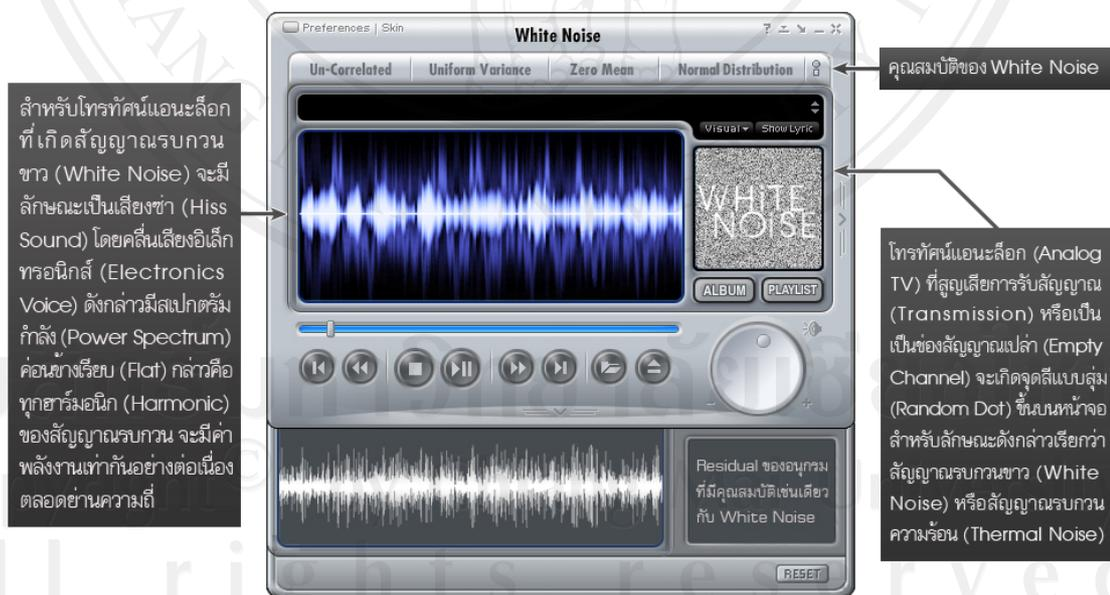 Preferences | Skin
White Noise
Un-Correlated
Uniform Variance
Zero Mean
Normal Distribution
คุณสมบัติของ White Noise
สำหรับโทรทัศน์แอนะล็อก
ที่เกิดสัญญาณรบกวน
ขาว (White Noise) จะมี
ลักษณะเป็นเสียงซ่า (Hiss
Sound) โดยคลื่นเสียงอิเล็ก
ทรอนิกส์ (Electronics
Voice) ดังกล่าวมีสเปกตรัม
กำลัง (Power Spectrum)
ค่อนข้างเรียบ (Flat) กล่าวคือ
ทุกฮาร์มอนิก (Harmonic)
ของสัญญาณรบกวน จะมีค่า
พลังงานเท่ากันอย่างต่อเนื่อง
ตลอดย่านความถี่
Visual
Show Lyric
WHITE
NOISE
ALBUM
PLAYLIST
โทรทัศน์แอนะล็อก (Analog
TV) ที่สูญเสียการรับสัญญาณ
(Transmission) หรือเป็น
เป็นช่องสัญญาณเปล่า (Empty
Channel) จะเกิดจุดสีแบบสุ่ม
(Random Dot) ขึ้นบนหน้าจอ
สำหรับลักษณะดังกล่าวเรียกว่า
สัญญาณรบกวนขาว (White
Noise) หรือสัญญาณรบกวน
ความร้อน (Thermal Noise)
Residual ของอนุกรม
ที่มีคุณสมบัติเช่นเดียว
กับ White Noise
RESET
All rights reserved